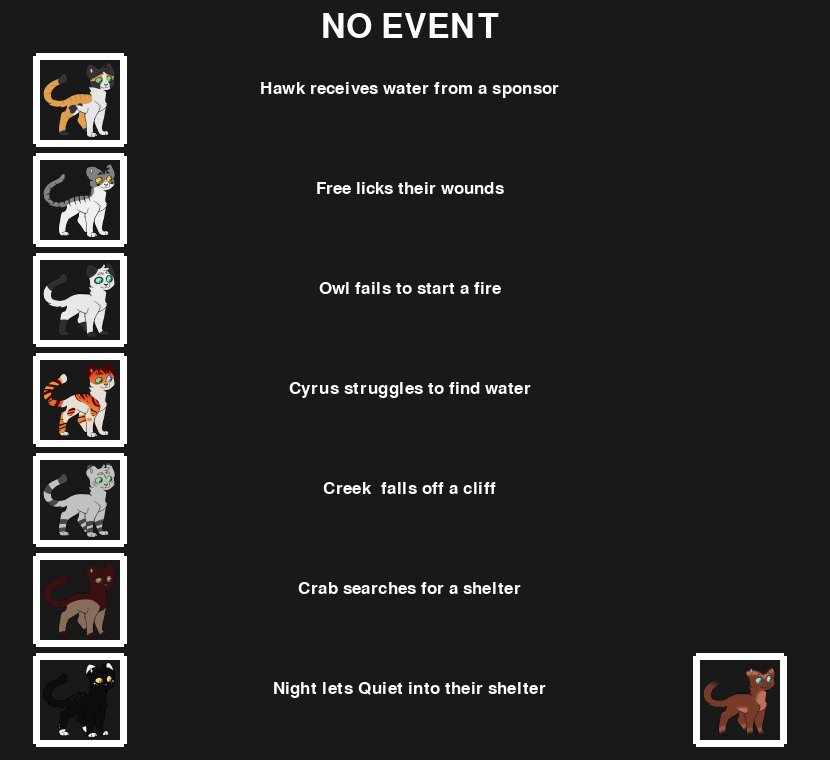 NO EVENT
Hawk receives water from a sponsor
Free licks their wounds
Owl fails to start a fire
Cyrus struggles to find water
Creek  falls off a cliff
Crab searches for a shelter
Night lets Quiet into their shelter